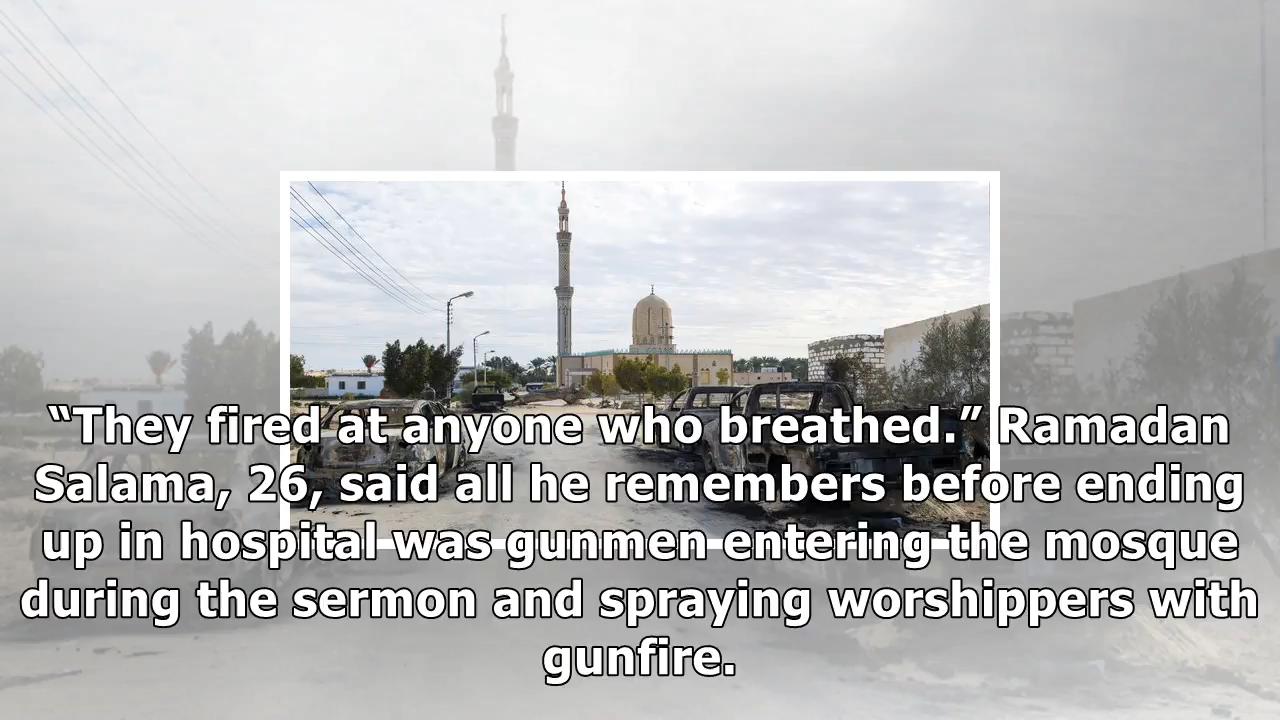 “They fired at anyone who breathed.” Ramadan
Salama, 26, said all he remembers before ending
up in hospital was gunmen entering the mosque
during the sermon and spraying worshippers with
gunfire.